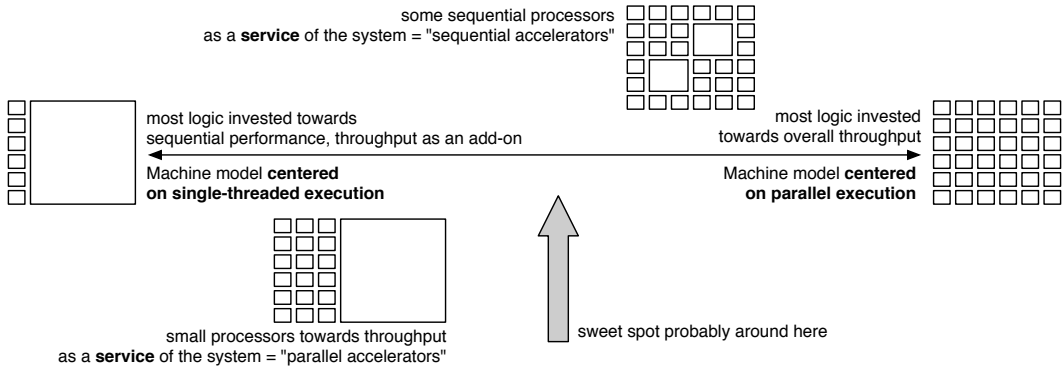 some sequential processors
as a service of the system = "sequential accelerators"
most logic invested towards
sequential performance, throughput as an add-on
most logic invested
towards overall throughput
Machine model centered
on single-threaded execution
Machine model centered
on parallel execution
small processors towards throughput
as a service of the system = "parallel accelerators"
sweet spot probably around here